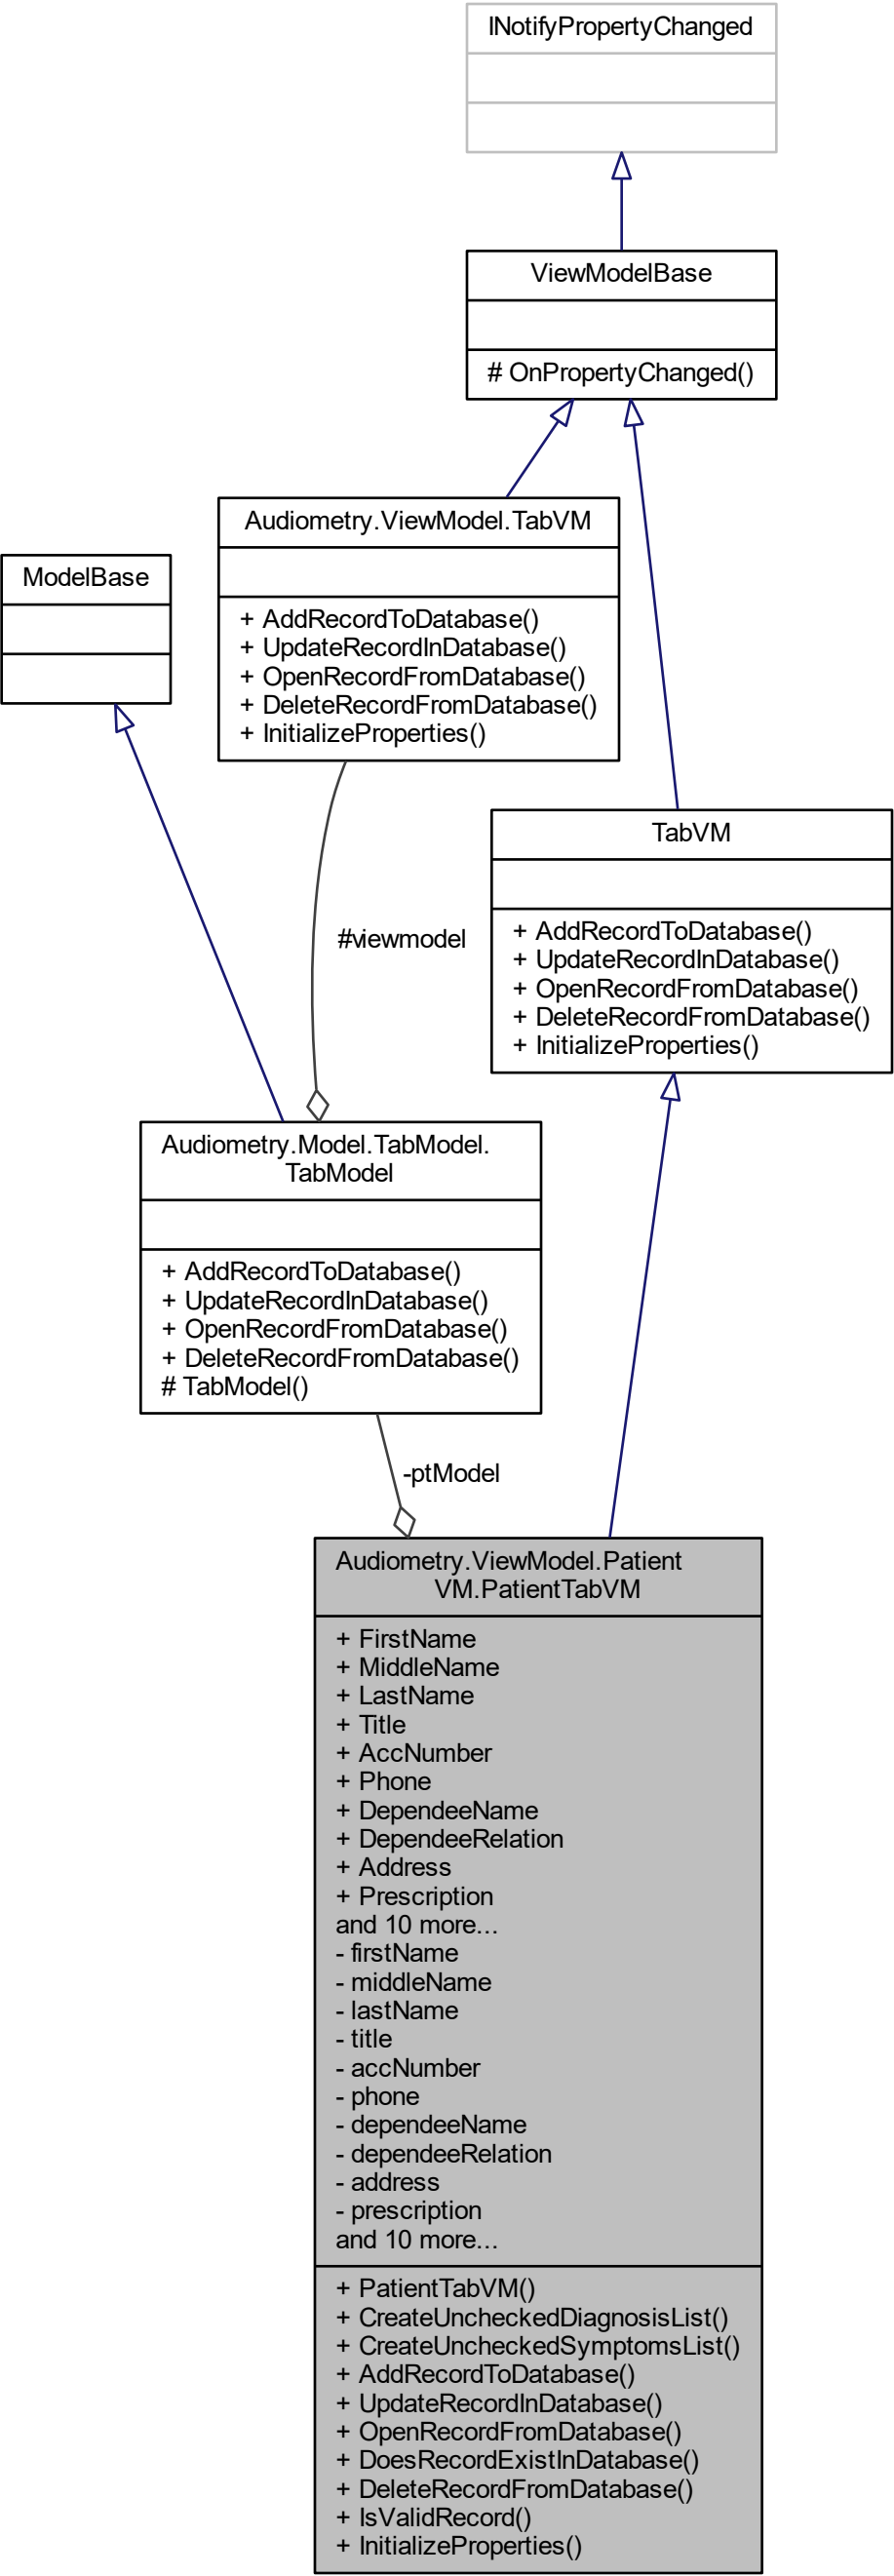 INotifyPropertyChanged
ViewModelBase
# OnPropertyChanged()
Audiometry.ViewModel.TabVM
+ AddRecordToDatabase()
+ UpdateRecordInDatabase()
+ OpenRecordFromDatabase()
+ DeleteRecordFromDatabase()
+ InitializeProperties()
ModelBase
TabVM
+ AddRecordToDatabase()
+ UpdateRecordInDatabase()
+ OpenRecordFromDatabase()
+ DeleteRecordFromDatabase()
+ InitializeProperties()
#viewmodel
Audiometry.Model.TabModel.
TabModel
+ AddRecordToDatabase()
+ UpdateRecordInDatabase()
+ OpenRecordFromDatabase()
+ DeleteRecordFromDatabase()
# TabModel()
-ptModel
Audiometry.ViewModel.Patient
VM.PatientTabVM
+ FirstName
+ MiddleName
+ LastName
+ Title
+ AccNumber
+ Phone
+ DependeeName
+ DependeeRelation
+ Address
+ Prescription
and 10 more...
- firstName
- middleName
- lastName
- title
- accNumber
- phone
- dependeeName
- dependeeRelation
- address
- prescription
and 10 more...
+ PatientTabVM()
+ CreateUncheckedDiagnosisList()
+ CreateUncheckedSymptomsList()
+ AddRecordToDatabase()
+ UpdateRecordInDatabase()
+ OpenRecordFromDatabase()
+ DoesRecordExistInDatabase()
+ DeleteRecordFromDatabase()
+ IsValidRecord()
+ InitializeProperties()